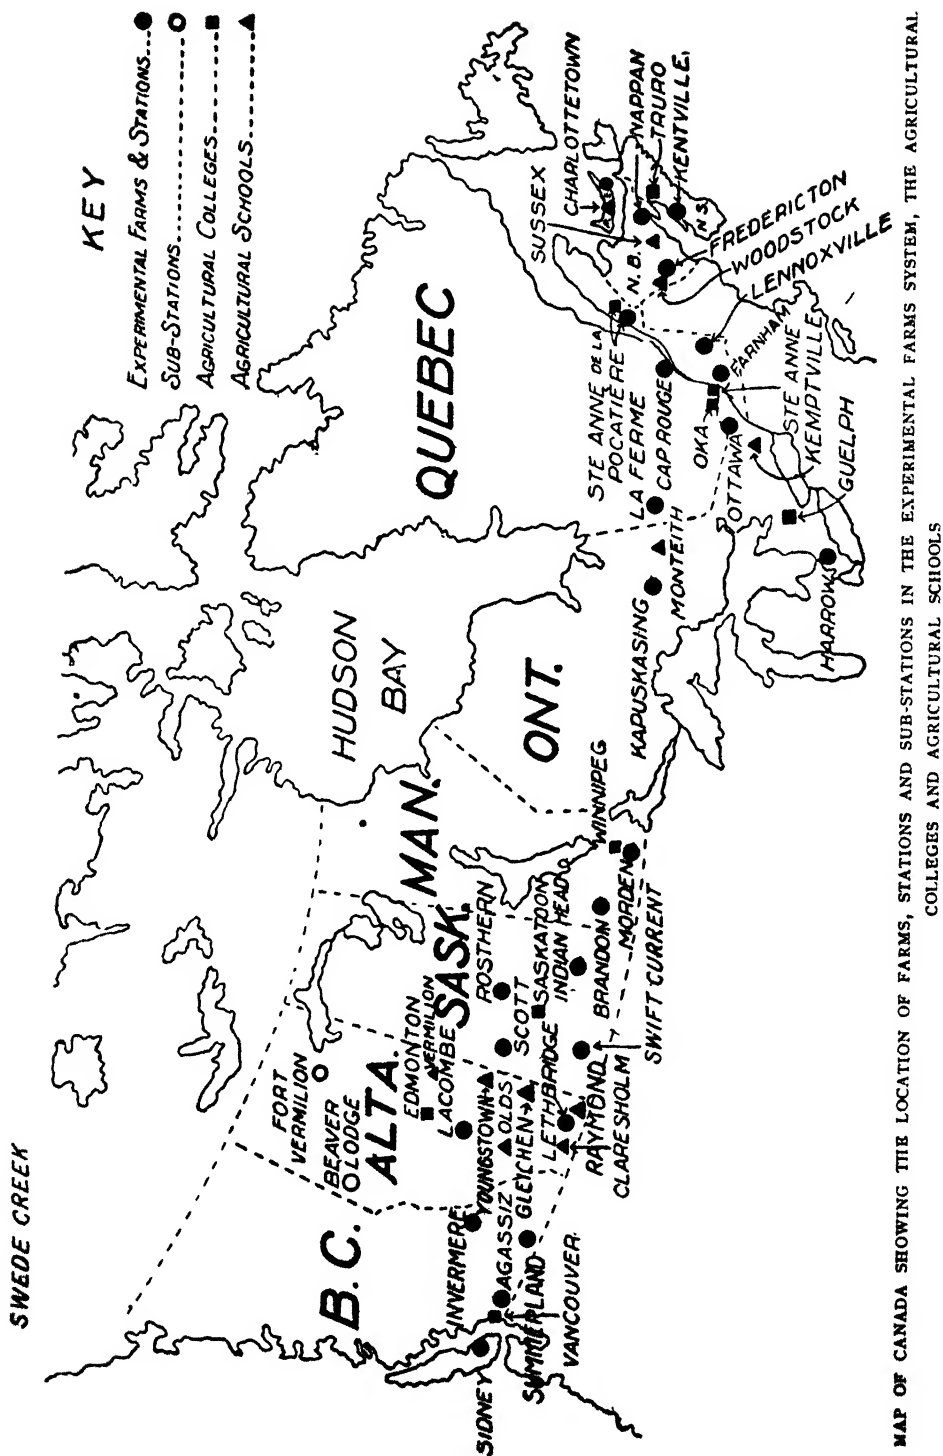 SWEDE CREEK
KEY
EXPERIMENTAL FARMS & STATIONS...
SUB-STATIONS...............
AGRICULTURAL COLLEGES.......
AGRICULTURAL SCHOOLS.........
FORT
VERMILION
BEAVER
LODGE
B.C.
ALTA.
SASK.
MAN.
HUDSON
BAY
ONT.
QUEBEC
EDMONTON
VERMILION
LACOMBE
YOUNGSTOWN
OLDS
GLEICHEN
LETHBRIDGE
RAYMOND
CLARESHOLM
INVERMERE
AGASSIZ
SUMMERLAND
VANCOUVER
SIDNEY
ROSTHERN
SCOTT
SASKATOON
INDIAN HEAD
SWIFT CURRENT
BRANDON
MORDEN
WINNIPEG
KAPUSKASING
MONTEITH
LA FERME
CAP ROUGE
STE ANNE DE LA
POCATIÈRE
OKA
OTTAWA
HARROW
GUELPH
KEMPTVILLE
STE ANNE
FARNHAM
LENNOXVILLE
WOODSTOCK
FREDERICTON
N.B.
N S.
SUSSEX
CHARLOTTETOWN
NAPPAN
TRURO
KENTVILLE.
MAP OF CANADA SHOWING THE LOCATION OF FARMS, STATIONS AND SUB-STATIONS IN THE EXPERIMENTAL FARMS SYSTEM, THE AGRICULTURAL
COLLEGES AND AGRICULTURAL SCHOOLS